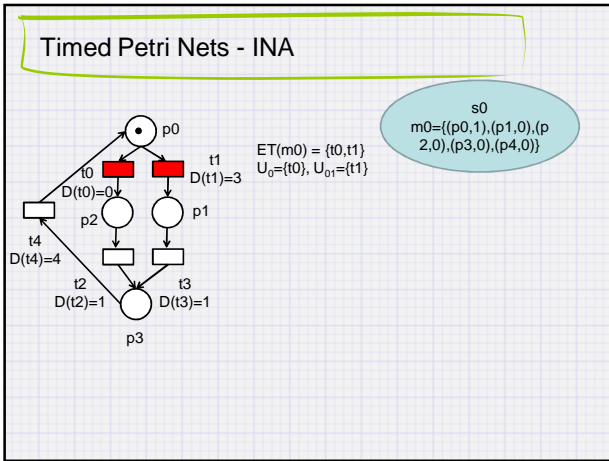 Timed Petri Nets - INA
s0
m0={(p0,1),(p1,0),(p
2,0),(p3,0),(p4,0)}
p0
ET(m0) = {t0,t1}
U0={t0}, U01={t1}
t0
D(t0)=0
t1
D(t1)=3
p2
p1
t4
D(t4)=4
t2
D(t2)=1
t3
D(t3)=1
p3